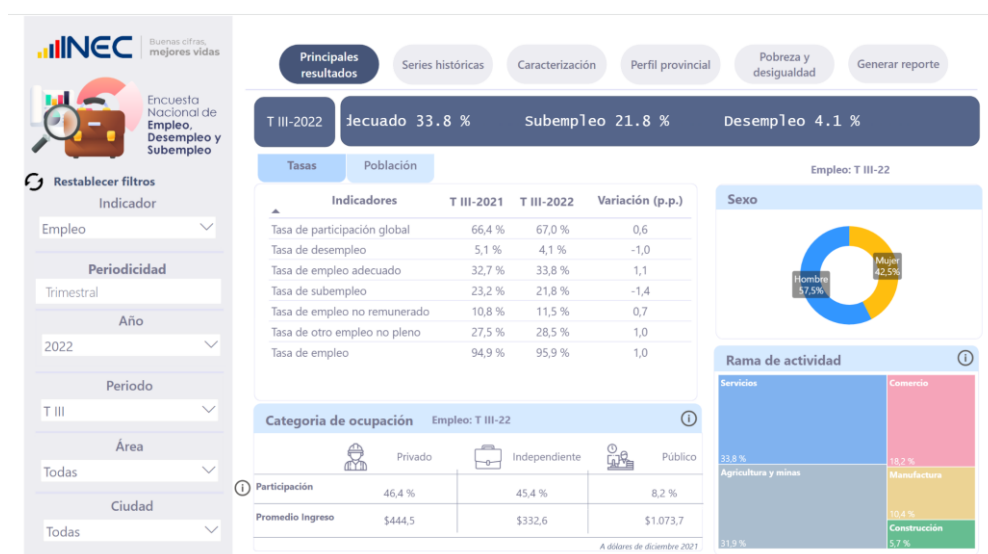 INEC
Buenas cifras,
mejores vidas
Encuesta
Nacional de
Empleo,
Desempleo y
Subempleo
Restablecer filtros
Indicador
Empleo
Periodicidad
Trimestral
Año
2022
Periodo
T III
Área
Todas
Ciudad
Todas
Principales
resultados
Series históricas
Caracterización
Perfil provincial
Pobreza y
desigualdad
Generar reporte
T III-2022
decuado 33.8 % Subempleo 21.8 % Desempleo 4.1 %
Tasas Población
Indicadores T III-2021 T III-2022 Variación (p.p.)
Tasa de participación global 66,4 % 67,0 % 0,6
Tasa de desempleo 5,1 % 4,1 % -1,0
Tasa de empleo adecuado 32,7 % 33,8 % 1,1
Tasa de subempleo 23,2 % 21,8 % -1,4
Tasa de empleo no remunerado 10,8 % 11,5 % 0,7
Tasa de otro empleo no pleno 27,5 % 28,5 % 1,0
Tasa de empleo 94,9 % 95,9 % 1,0
Categoria de ocupación Empleo: T III-22
Privado Independiente Público
Participación 46,4 % 45,4 % 8,2 %
Promedio Ingreso $444,5 $332,6 $1.073,7
A dólares de diciembre 2021
Empleo: T III-22
Sexo
Mujer
42,5%
Hombre
57,5%
Rama de actividad
Servicios
33,8 %
Comercio
18,2 %
Agricultura y minas
31,9 %
Manufactura
10,4 %
Construcción
5,7 %